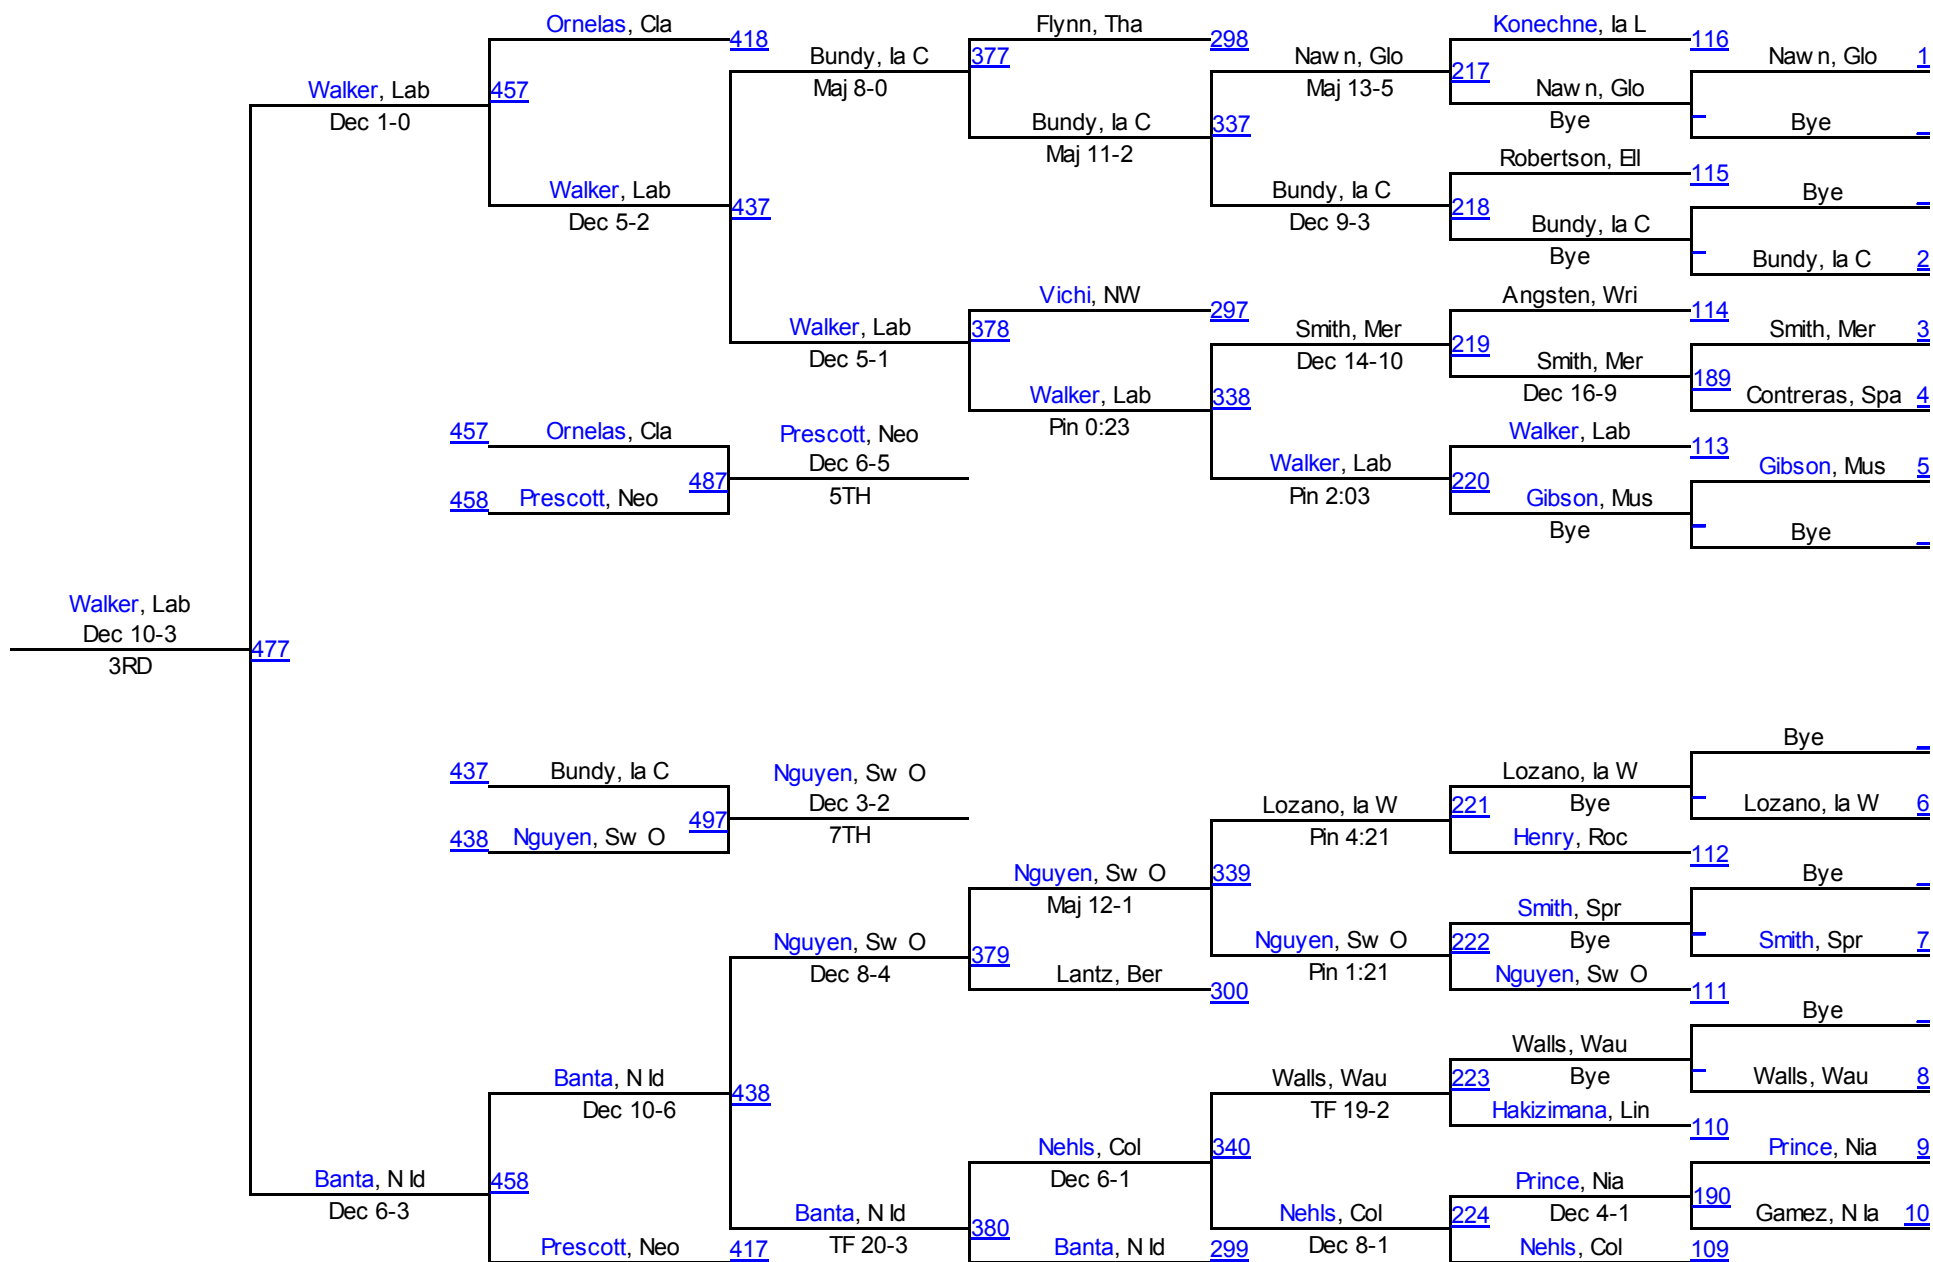 Ornelas, Cla
418
Flynn, Tha
298
Konechne, Ia L
116
Bundy, Ia C
377
Nawn, Glo
217
Nawn, Glo 1
Walker, Lab
457
Maj 8-0
Maj 13-5
Nawn, Glo
Dec 1-0
Bundy, Ia C
337
Bye
Bye
Maj 11-2
Robertson, Ell
115
Walker, Lab
437
Bundy, Ia C
218
Bye
Dec 5-2
Dec 9-3
Bundy, Ia C
Bye
Bundy, Ia C 2
Vichi, NW
297
Angsten, Wri
114
Walker, Lab
378
Smith, Mer
219
Smith, Mer 3
Dec 5-1
Dec 14-10
Smith, Mer
189
Walker, Lab
338
Dec 16-9
Contreras, Spa 4
457 Ornelas, Cla
Prescott, Neo
Pin 0:23
Walker, Lab
113
Dec 6-5
Walker, Lab
220
Gibson, Mus 5
458 Prescott, Neo
487
5TH
Pin 2:03
Gibson, Mus
Bye
Bye
Walker, Lab
Dec 10-3
477
3RD
Bye
437 Bundy, Ia C
Nguyen, Sw O
Lozano, Ia W
Dec 3-2
Lozano, Ia W
221
Bye
Lozano, Ia W 6
438 Nguyen, Sw O
497
7TH
Pin 4:21
Henry, Roc
112
Nguyen, Sw O
339
Bye
Maj 12-1
Smith, Spr
Nguyen, Sw O
379
Nguyen, Sw O
222
Bye
Smith, Spr 7
Dec 8-4
Lantz, Ber
300
Pin 1:21
Nguyen, Sw O
111
Bye
Walls, Wau
Banta, N Id
438
Walls, Wau
223
Bye
Walls, Wau 8
Dec 10-6
TF 19-2
Hakizimana, Lin
110
Nehls, Col
340
Prince, Nia 9
Banta, N Id
458
Dec 6-1
Prince, Nia
190
Dec 6-3
Banta, N Id
380
Nehls, Col
224
Dec 4-1
Gamez, N Ia 10
Prescott, Neo
417
TF 20-3
Banta, N Id
299
Dec 8-1
Nehls, Col
109